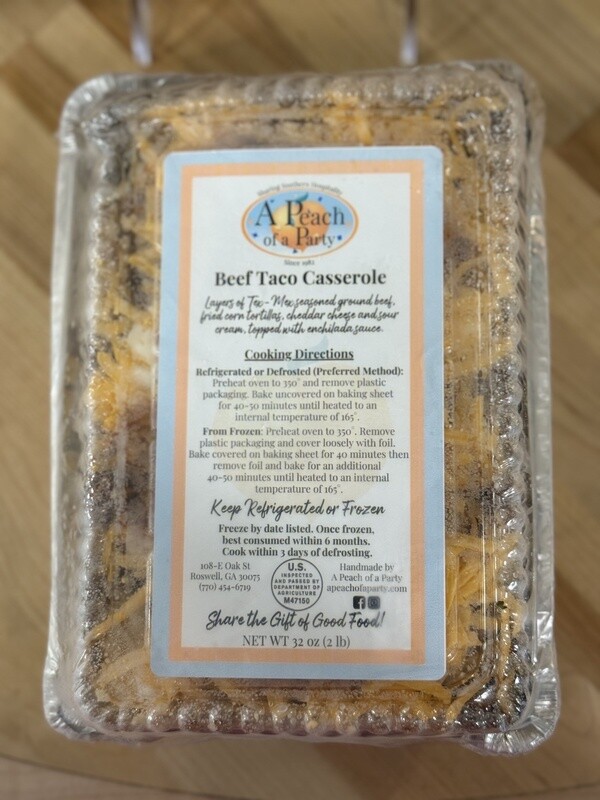 Sharing Southern Hospitality
A Peach
of a Party
Since 1982
Beef Taco Casserole
Layers of Tex-Mex seasoned ground beef,
fried corn tortillas, cheddar cheese and sour
cream, topped with enchilada sauce.
Cooking Directions
Refrigerated or Defrosted (Preferred Method):
Preheat oven to 350° and remove plastic
packaging. Bake uncovered on baking sheet
for 40-50 minutes until heated to an
internal temperature of 165°.
From Frozen: Preheat oven to 350°. Remove
plastic packaging and cover loosely with foil.
Bake covered on baking sheet for 40 minutes then
remove foil and bake for an additional
40-50 minutes until heated to an internal
temperature of 165°.
Keep Refrigerated or Frozen
Freeze by date listed. Once frozen,
best consumed within 6 months.
Cook within 3 days of defrosting.
108-E Oak St
Roswell, GA 30075
(770) 454-6719
U.S.
INSPECTED
AND PASSED BY
DEPARTMENT OF
AGRICULTURE
M47150
Handmade by
A Peach of a Party
apeachofaparty.com
Share the Gift of Good Food!
NET WT 32 oz (2 lb)